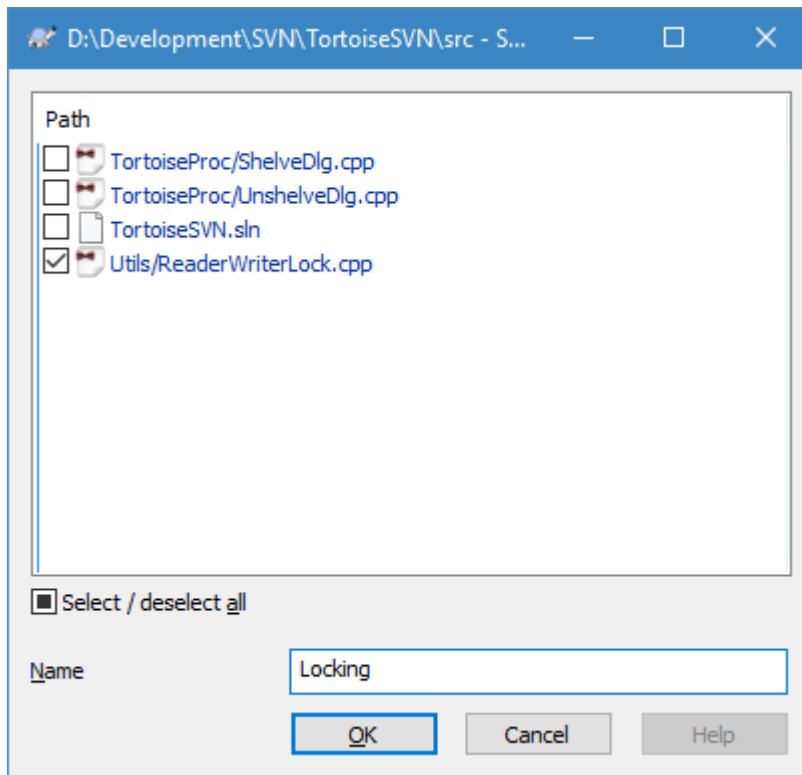 D:\Development\SVN\TortoiseSVN\src - S...
Path
TortoiseProc/ShelveDlg.cpp
TortoiseProc/UnshelveDlg.cpp
TortoiseSVN.sln
Utils/ReaderWriterLock.cpp
Select / deselect all
Name Locking
OK Cancel Help